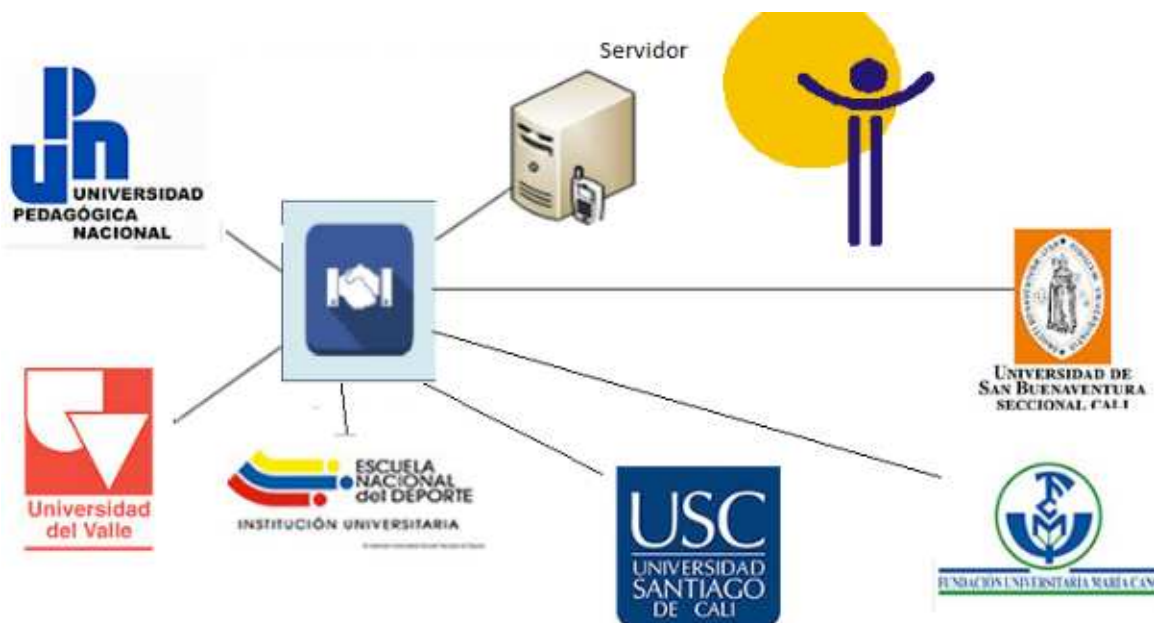 Servidor
UNIVERSIDAD
PEDAGÓGICA
NACIONAL
UNIVERSIDAD DE
SAN BUENAVENTURA
SECCIONAL CALI
Universidad
del Valle
ESCUELA
NACIONAL
del DEPORTE
INSTITUCIÓN UNIVERSITARIA
USC
UNIVERSIDAD
SANTIAGO
DE CALI
FUNDACIÓN UNIVERSITARIA MARÍA CANO